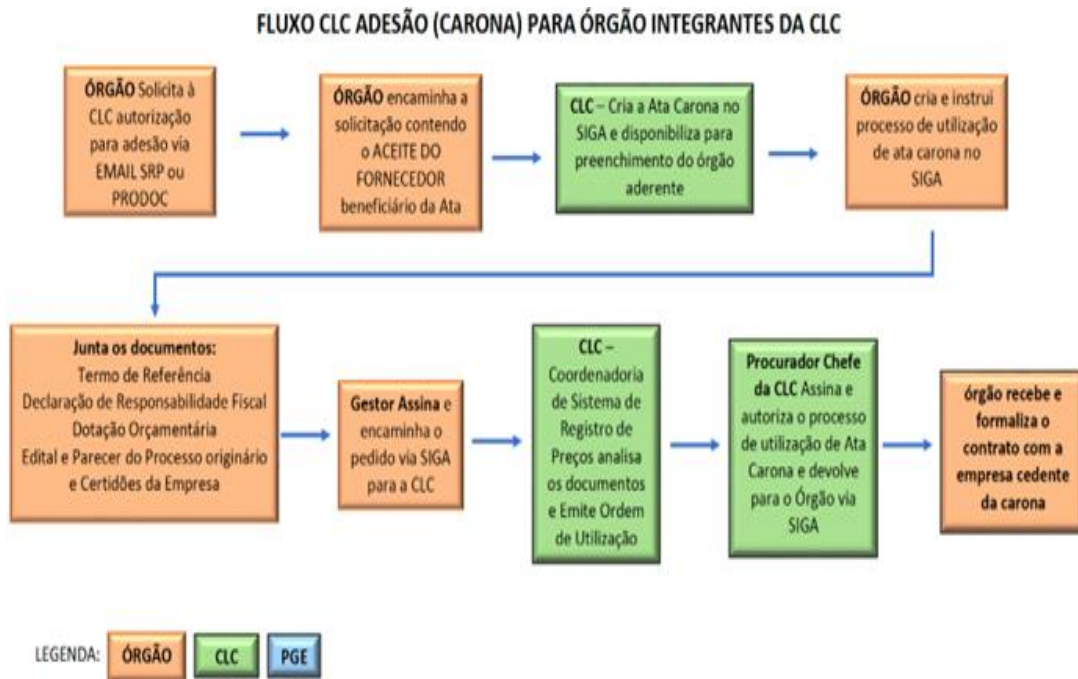 FLUXO CLC ADESÃO (CARONA) PARA ÓRGÃO INTEGRANTES DA CLC
ÓRGÃO Solicita à
CLC autorização
para adesão via
EMAIL SRP ou
PRODOC
ÓRGÃO encaminha a
solicitação contendo
o ACEITE DO
FORNECEDOR
beneficiário da Ata
CLC – Cria a Ata Carona no
SIGA e disponibiliza para
preenchimento do órgão
aderente
ÓRGÃO cria e instrui
processo de utilização
de ata carona no
SIGA
Junta os documentos:
Termo de Referência
Declaração de Responsabilidade Fiscal
Dotação Orçamentária
Edital e Parecer do Processo originário
e Certidões da Empresa
Gestor Assina e
encaminha o
pedido via SIGA
para a CLC
CLC –
Coordenadoria
de Sistema de
Registro de
Preços analisa
os documentos
e Emite Ordem
de Utilização
Procurador Chefe
da CLC Assina e
autoriza o processo
de utilização de Ata
Carona e devolve
para o Órgão via
SIGA
órgão recebe e
formaliza o
contrato com a
empresa cedente
da carona
LEGENDA: ÓRGÃO CLC PGE